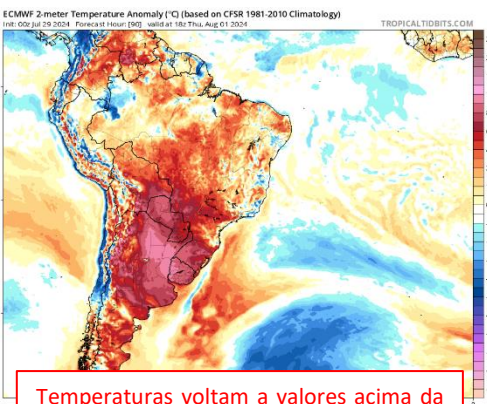 ECMWF 2-meter Temperature Anomaly (°C) (based on CFSR 1981-2010 Climatology)
Init: 00z Jul 29 2024 Forecast Hour: [90] valid at 18z Thu, Aug 01 2024 TROPICALTIDBITS.COM
Temperaturas voltam a valores acima da